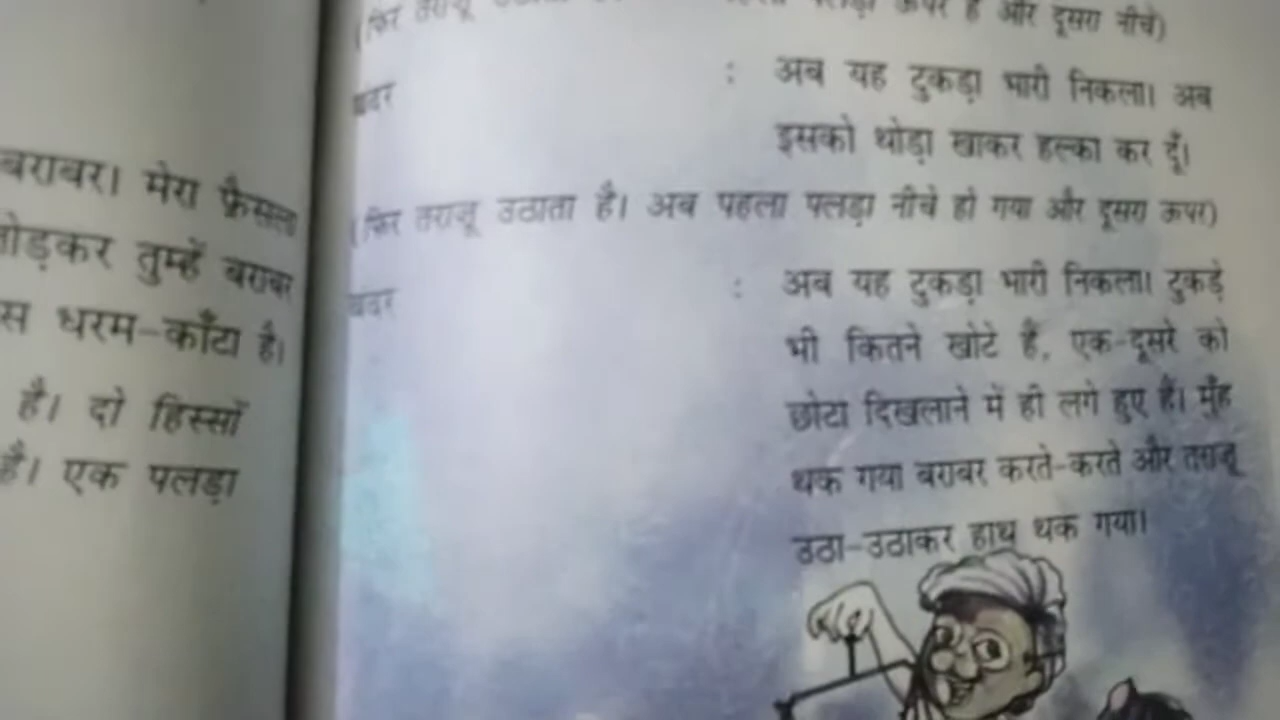 बराबर। मेरा फ़ैसला
तोड़कर तुम्हें बराबर
स धरम-काँटा है।
है। दो हिस्सों
है। एक पलड़ा
(फिर तराजू उठाता पलड़ा ऊपर है और दूसरा नीचे)
बंदर : अब यह टुकड़ा भारी निकला। अब
इसको थोड़ा खाकर हल्का कर दूँ।
(फिर तराजू उठाता है। अब पहला पलड़ा नीचे हो गया और दूसरा ऊपर)
बंदर : अब यह टुकड़ा भारी निकला। टुकड़े
भी कितने खोटे हैं, एक-दूसरे को
छोटा दिखलाने में ही लगे हुए हैं। मुँह
थक गया बराबर करते-करते और तराजू
उठा-उठाकर हाथ थक गया।